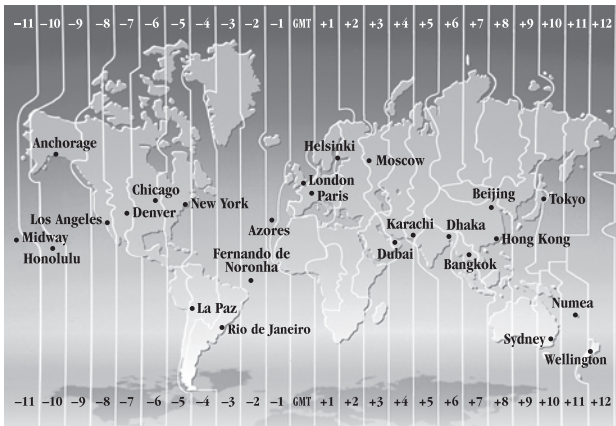 −11 −10 −9 −8 −7 −6 −5 −4 −3 −2 −1 GMT +1 +2 +3 +4 +5 +6 +7 +8 +9 +10 +11 +12
Anchorage
Helsinki
Moscow
London
Paris
Chicago
New York
Beijing
Tokyo
Los Angeles
Denver
Azores
Karachi
Dhaka
Midway
Honolulu
Hong Kong
Dubai
Fernando de
Noronha
Bangkok
La Paz
Numea
Rio de Janeiro
Sydney
Wellington
−11 −10 −9 −8 −7 −6 −5 −4 −3 −2 −1 GMT +1 +2 +3 +4 +5 +6 +7 +8 +9 +10 +11 +12